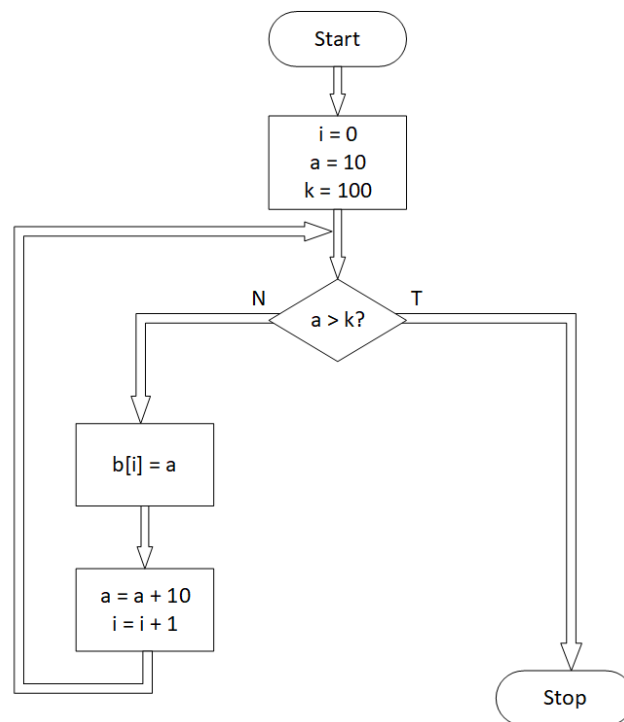 Start
i = 0
a = 10
k = 100
N
T
a > k?
b[i] = a
a = a + 10
i = i + 1
Stop